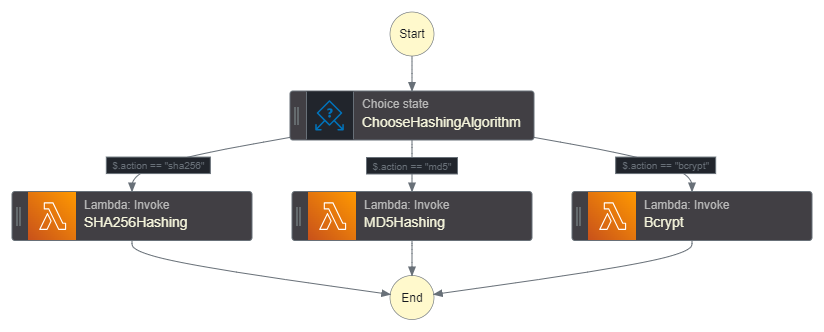 Start
Choice state
ChooseHashingAlgorithm
$.action == "sha256"
$.action == "md5"
$.action == "bcrypt"
Lambda: Invoke
SHA256Hashing
Lambda: Invoke
MD5Hashing
Lambda: Invoke
Bcrypt
End